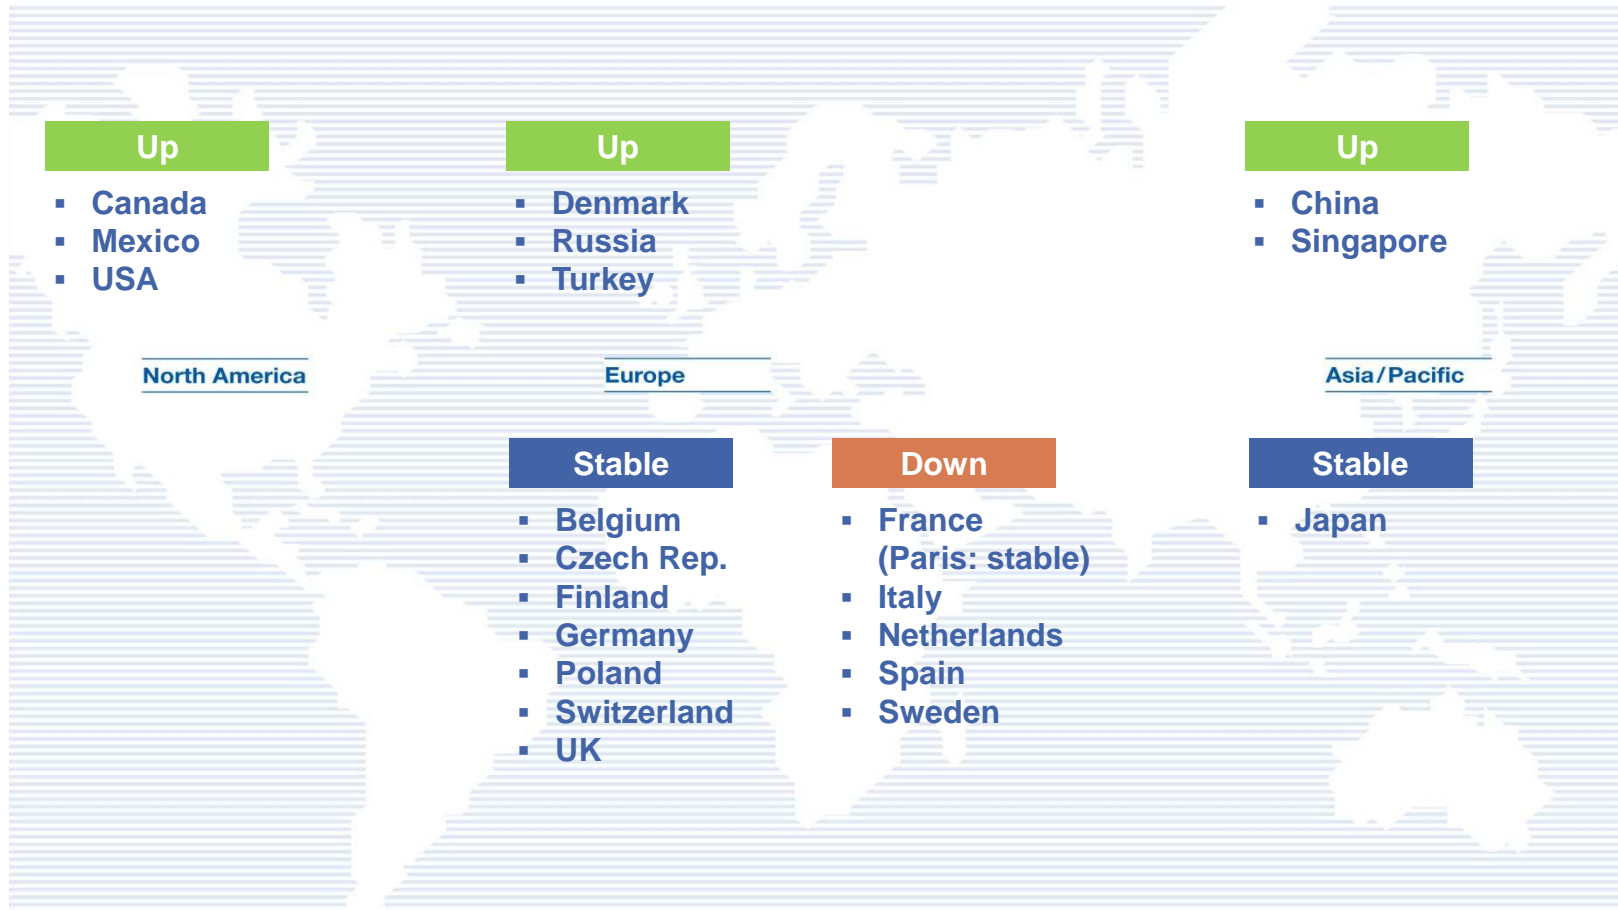 Up
▪ Canada
▪ Mexico
▪ USA
North America
Up
▪ Denmark
▪ Russia
▪ Turkey
Europe
Stable
▪ Belgium
▪ Czech Rep.
▪ Finland
▪ Germany
▪ Poland
▪ Switzerland
▪ UK
Down
▪ France
(Paris: stable)
▪ Italy
▪ Netherlands
▪ Spain
▪ Sweden
Up
▪ China
▪ Singapore
Asia/Pacific
Stable
▪ Japan